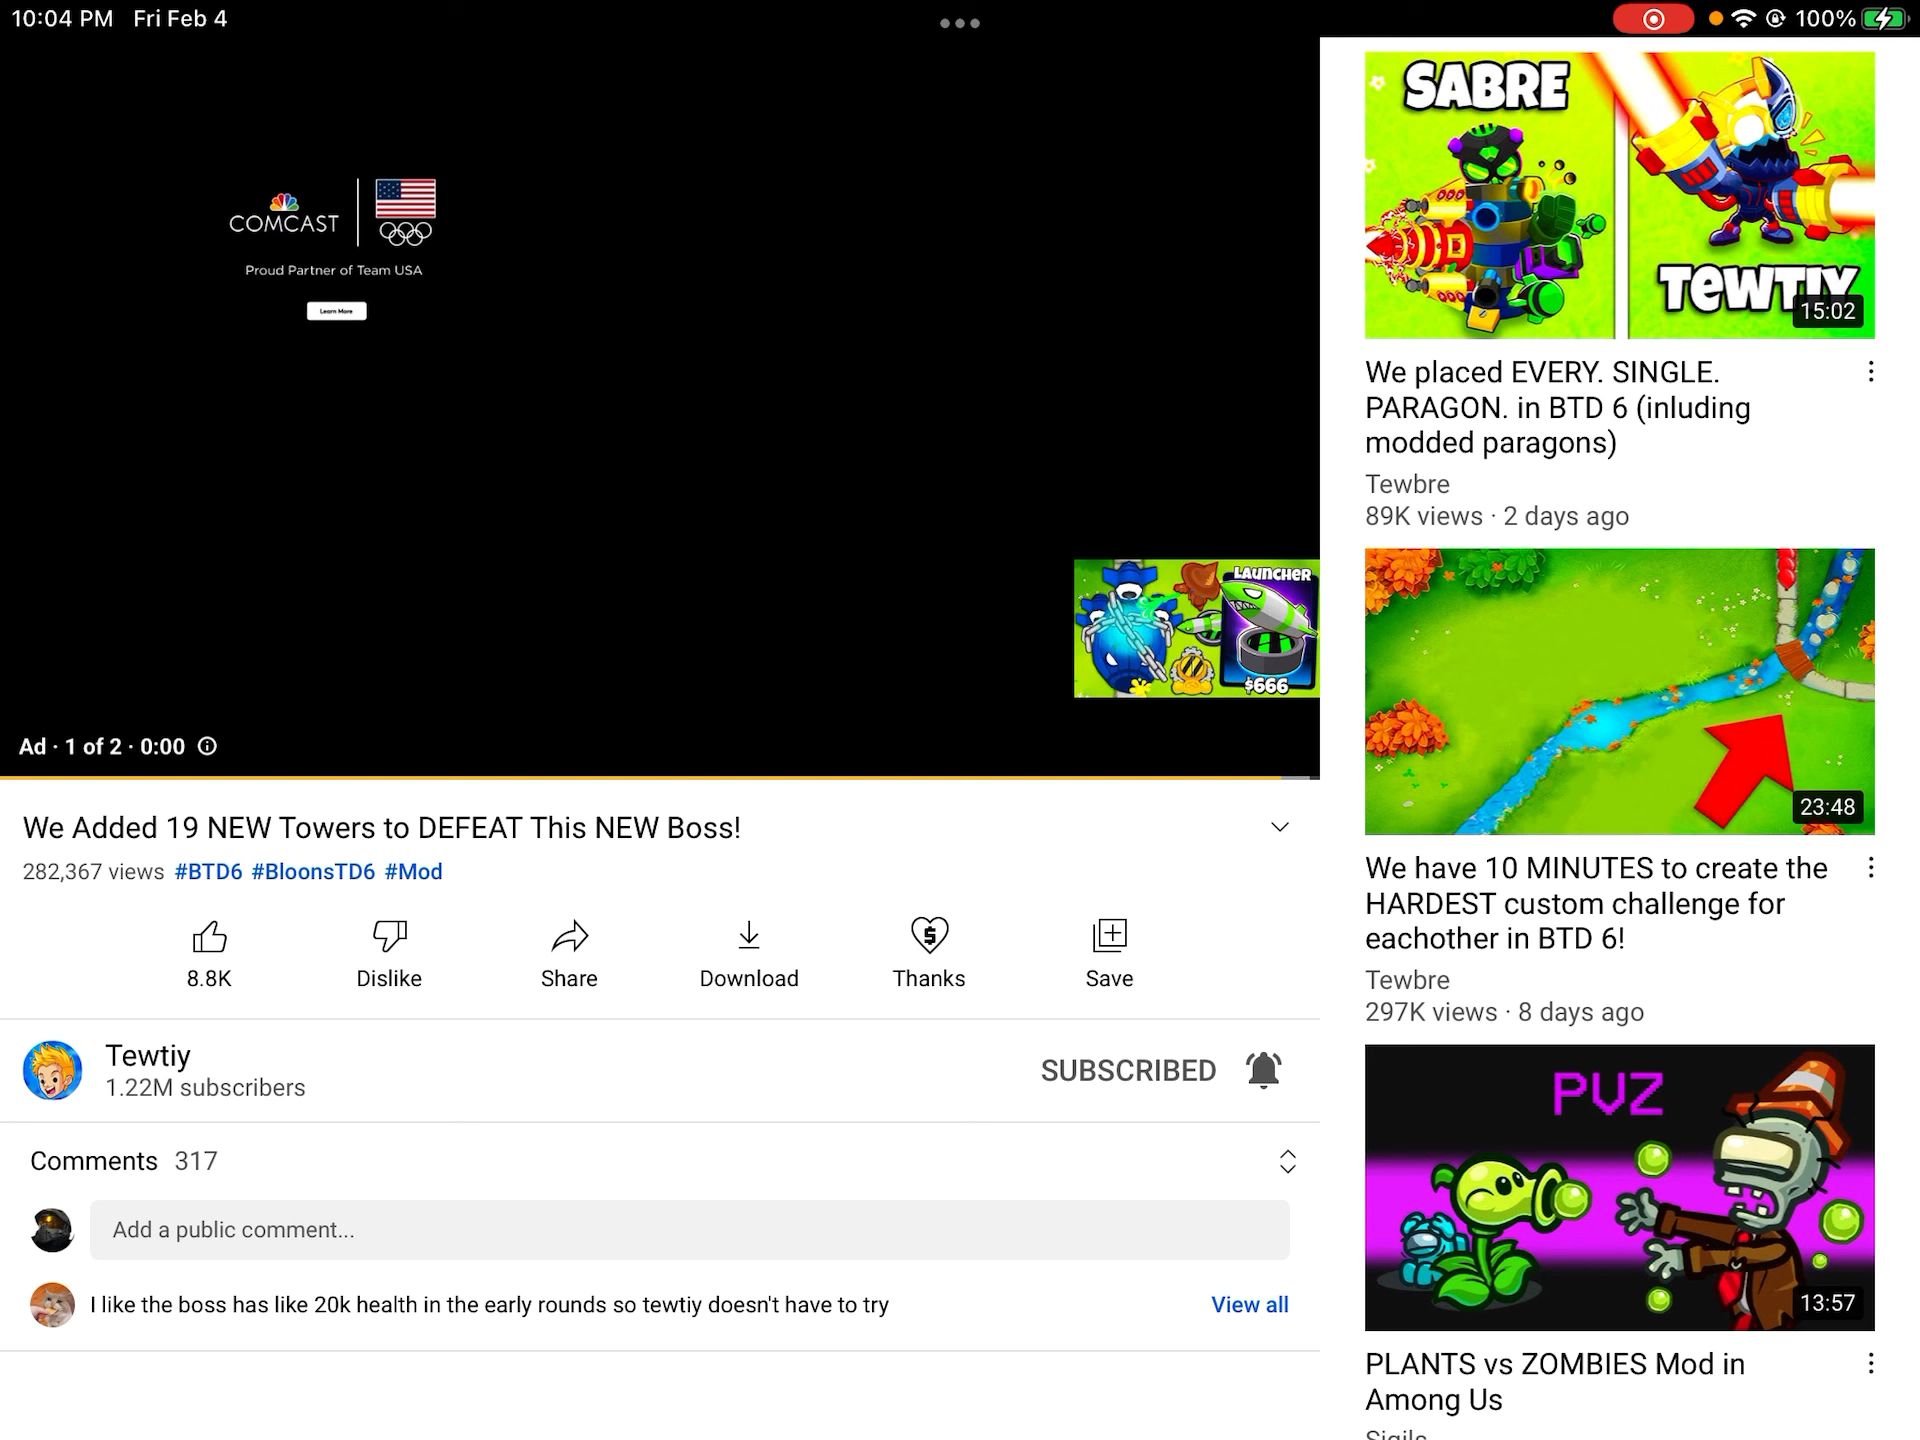 10:04 PM Fri Feb 4
100%
COMCAST
Proud Partner of Team USA
Learn More
LAUNCHER
$666
Ad · 1 of 2 · 0:00
We Added 19 NEW Towers to DEFEAT This NEW Boss!
282,367 views #BTD6 #BloonsTD6 #Mod
8.8K
Dislike
Share
Download
Thanks
Save
Tewtiy
1.22M subscribers
SUBSCRIBED
Comments 317
Add a public comment...
I like the boss has like 20k health in the early rounds so tewtiy doesn't have to try
View all
SABRE
TEWTIY
15:02
We placed EVERY. SINGLE.
PARAGON. in BTD 6 (inluding
modded paragons)
Tewbre
89K views · 2 days ago
23:48
We have 10 MINUTES to create the
HARDEST custom challenge for
eachother in BTD 6!
Tewbre
297K views · 8 days ago
PVZ
13:57
PLANTS vs ZOMBIES Mod in
Among Us